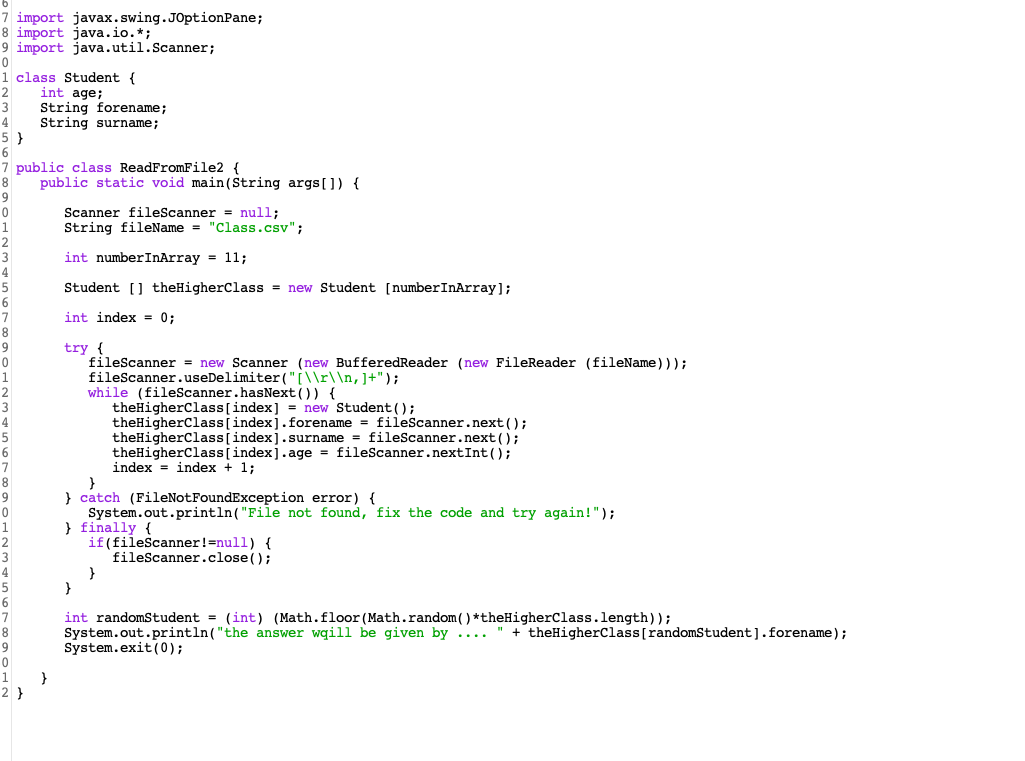 6
7 import javax.swing.JOptionPane;
8 import java.io.*;
9 import java.util.Scanner;
0
1 class Student {
2    int age;
3    String forename;
4    String surname;
5 }
6
7 public class ReadFromFile2 {
8    public static void main(String args[]) {
9
0       Scanner fileScanner = null;
1       String fileName = "Class.csv";
2
3       int numberInArray = 11;
4
5       Student [] theHigherClass = new Student [numberInArray];
6
7       int index = 0;
8
9       try {
0          fileScanner = new Scanner (new BufferedReader (new FileReader (fileName)));
1          fileScanner.useDelimiter("[\\r\\n,]+");
2          while (fileScanner.hasNext()) {
3             theHigherClass[index] = new Student();
4             theHigherClass[index].forename = fileScanner.next();
5             theHigherClass[index].surname = fileScanner.next();
6             theHigherClass[index].age = fileScanner.nextInt();
7             index = index + 1;
8          }
9       } catch (FileNotFoundException error) {
0          System.out.println("File not found, fix the code and try again!");
1       } finally {
2          if(fileScanner!=null) {
3             fileScanner.close();
4          }
5       }
6
7       int randomStudent = (int) (Math.floor(Math.random()*theHigherClass.length));
8       System.out.println("the answer wqill be given by .... " + theHigherClass[randomStudent].forename);
9       System.exit(0);
0
1    }
2 }